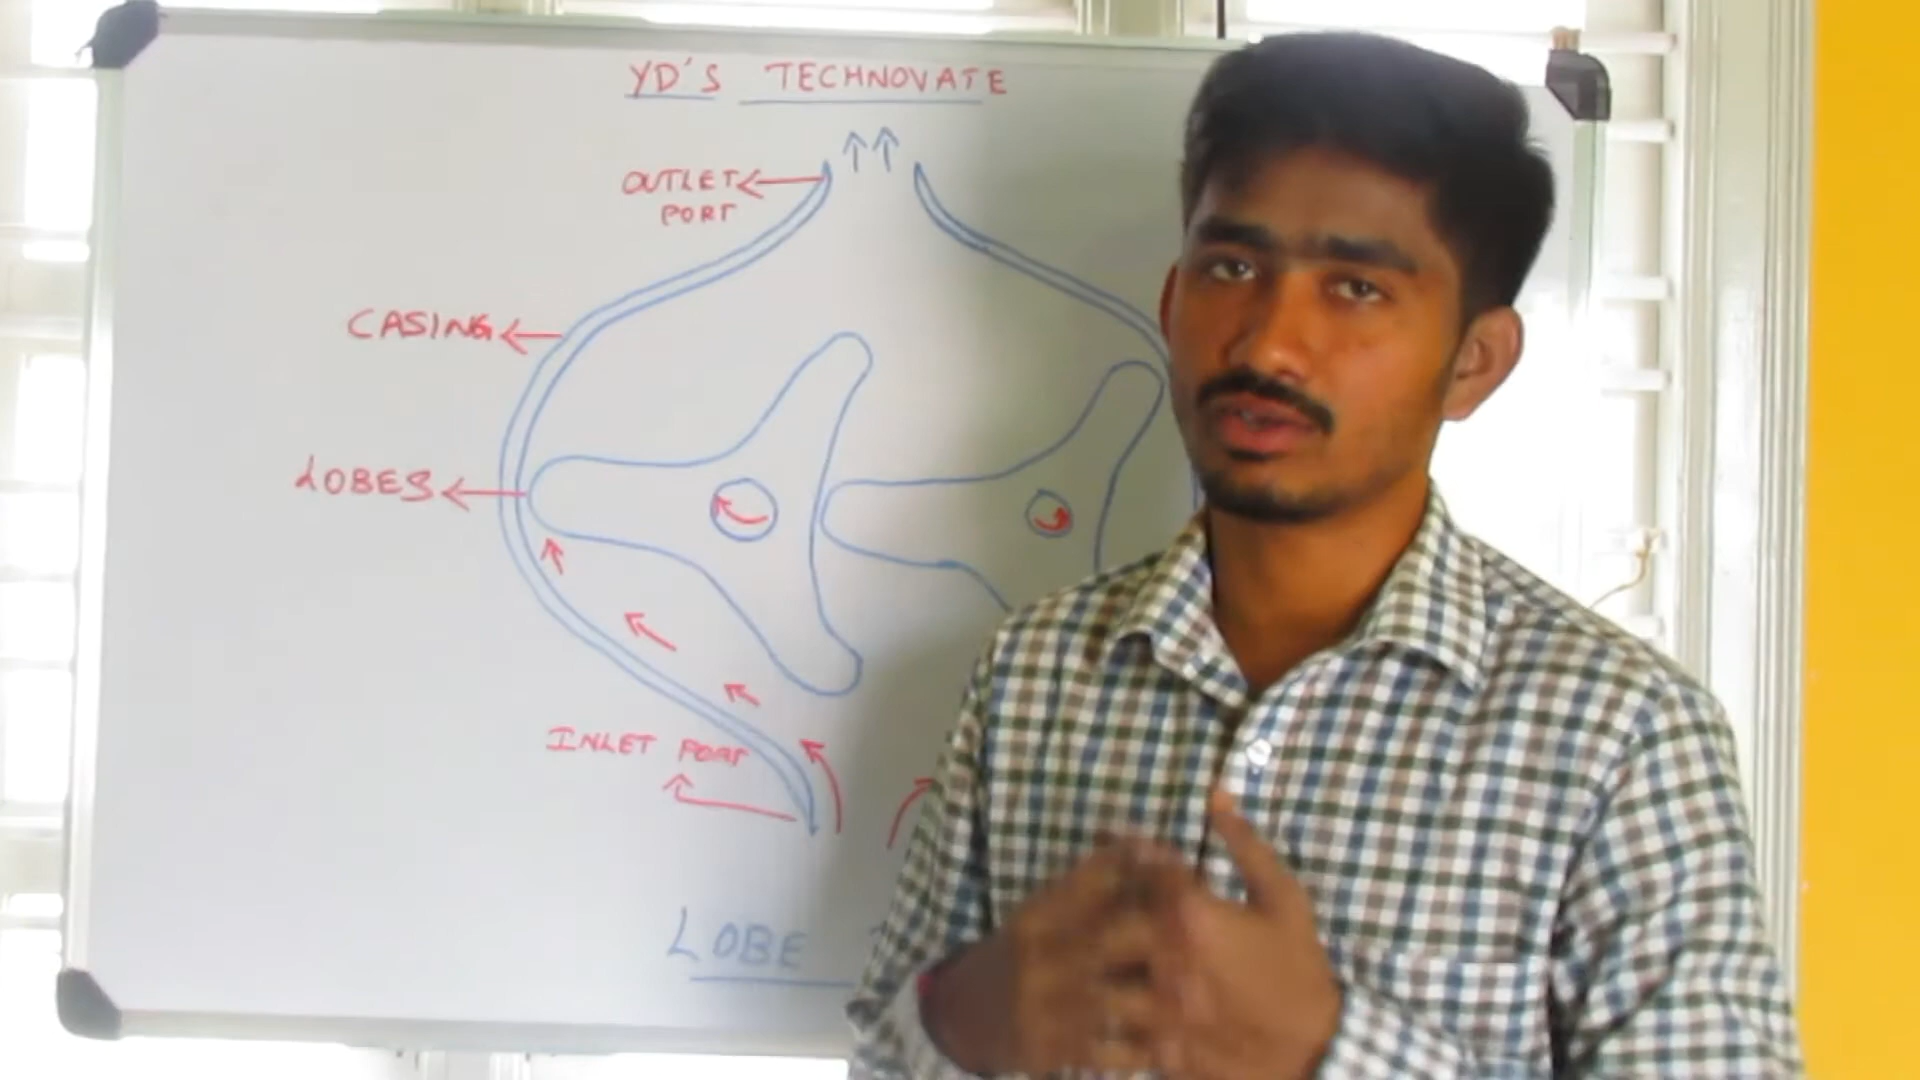 YD'S TECHNOVATE
OUTLET
PORT
CASING
LOBES
INLET PORT
LOBE